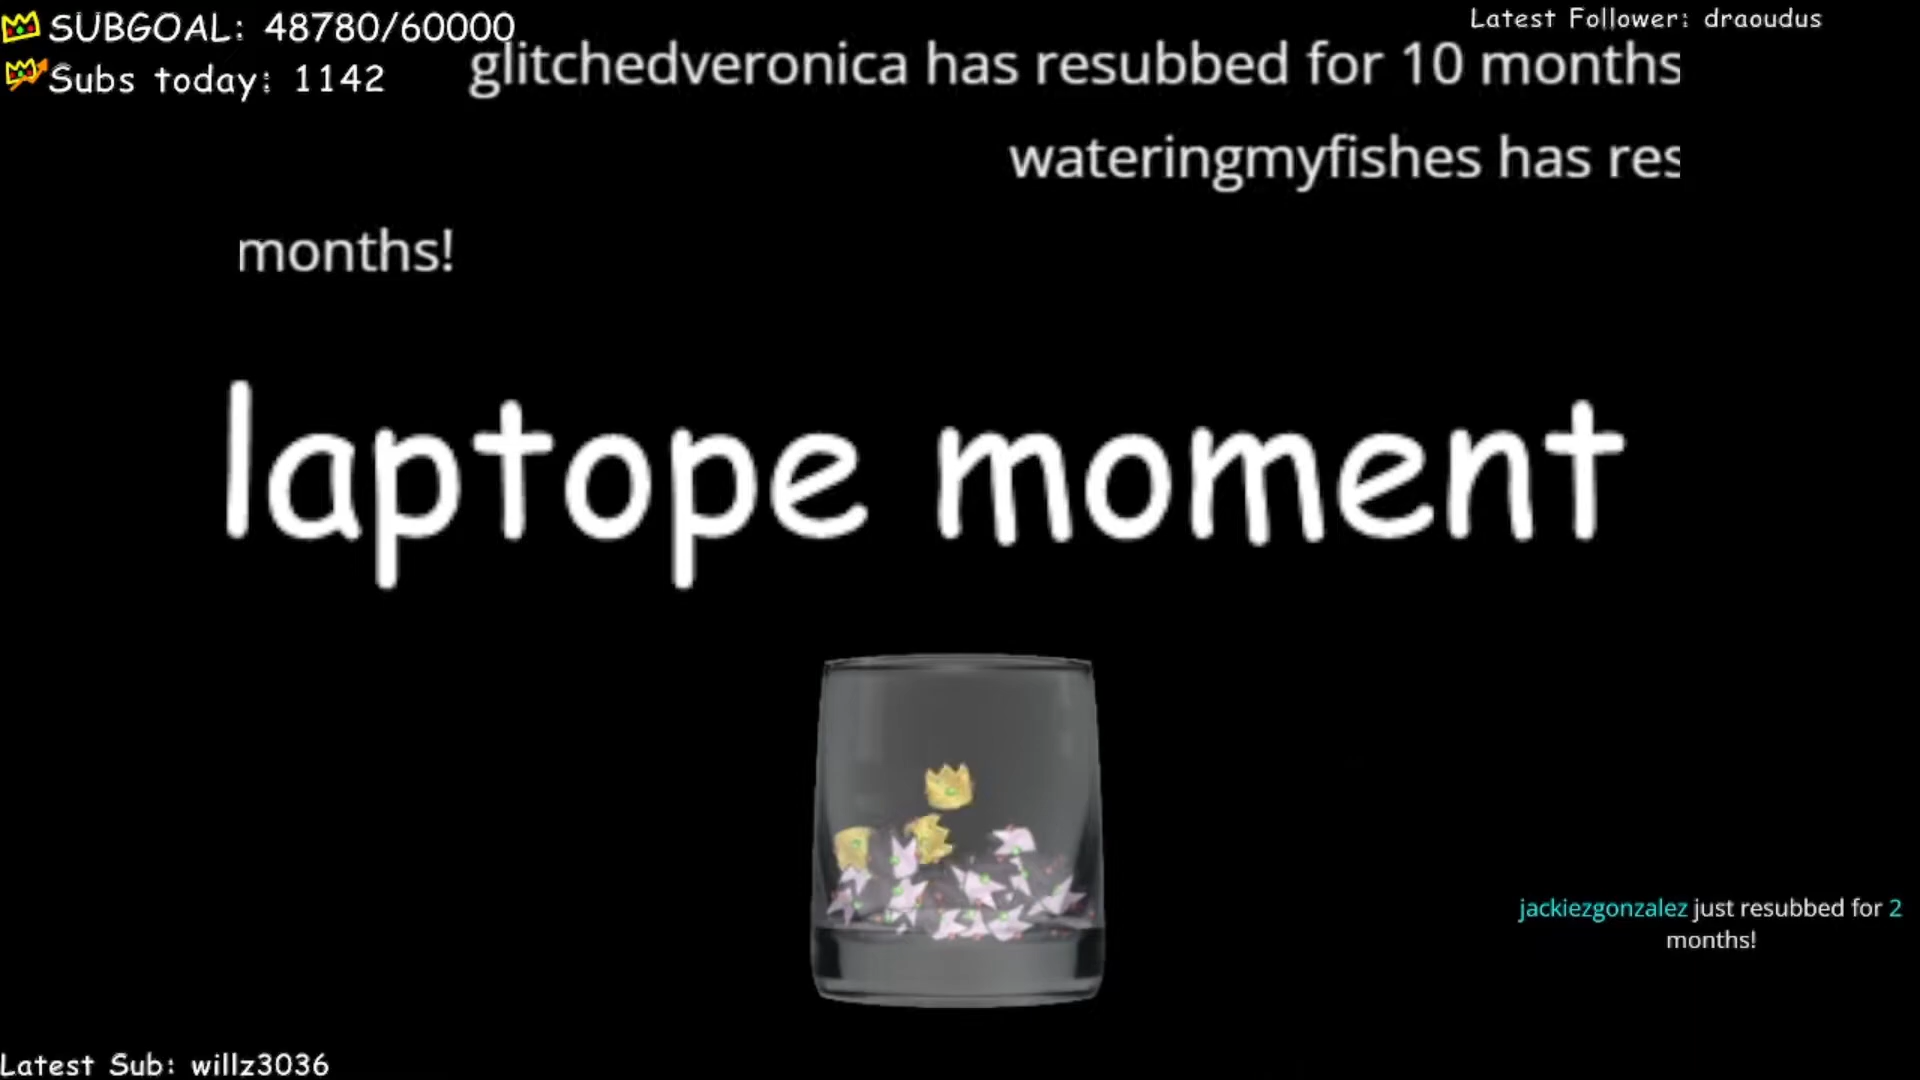 SUBGOAL: 48780/60000
Latest Follower: draoudus
Subs today: 1142
glitchedveronica has resubbed for 10 months
wateringmyfishes has res
months!
laptope moment
jackiezgonzalez just resubbed for 2
months!
Latest Sub: willz3036